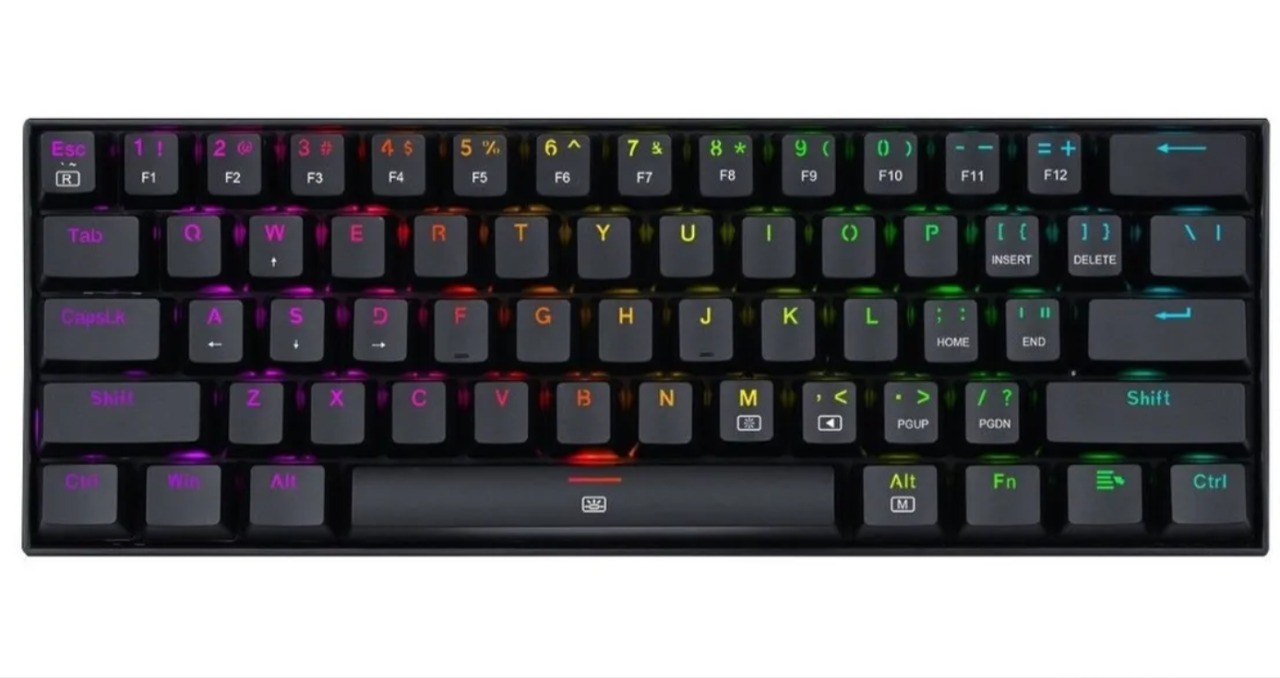 Esc 1 ! 2 @ 3 # 4 $ 5 % 6 ^ 7 & 8 * 9 ( 0 ) - _ = + ←
~ R F1 F2 F3 F4 F5 F6 F7 F8 F9 F10 F11 F12
Tab Q W E R T Y U I O P [ { ] } \ |
↑ INSERT DELETE
CapsLk A S D F G H J K L ; : ' " ↵
← ↓ → HOME END
Shift Z X C V B N M , < . > / ? Shift
PGUP PGDN
Ctrl Win Alt Alt Fn Ctrl
M